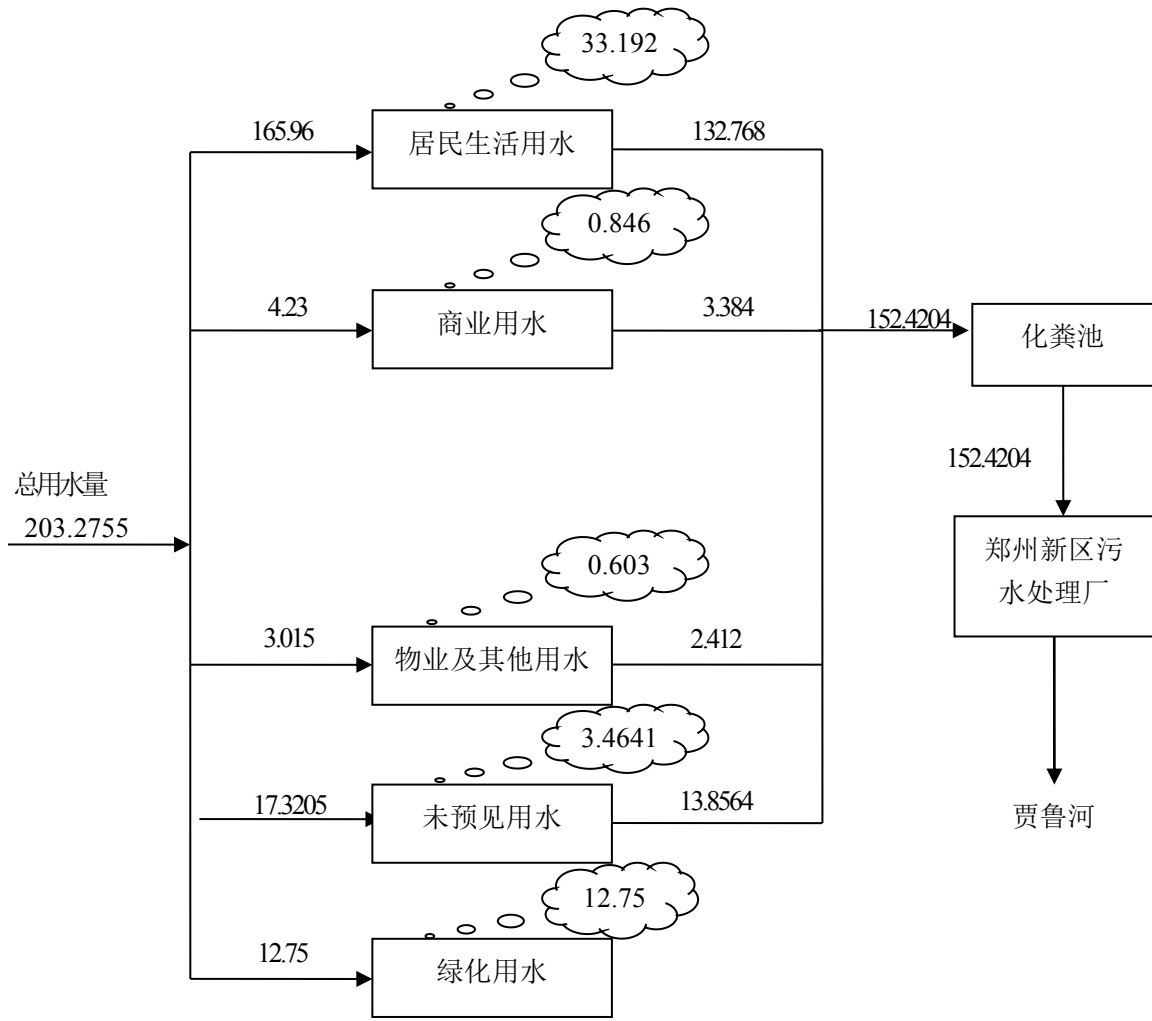 33.192
165.96
居民生活用水
132.768
0.846
4.23
商业用水
3.384
152.4204
化粪池
152.4204
总用水量
203.2755
0.603
3.015
物业及其他用水
2.412
郑州新区污
水处理厂
3.4641
17.3205
未预见用水
13.8564
贾鲁河
12.75
12.75
绿化用水